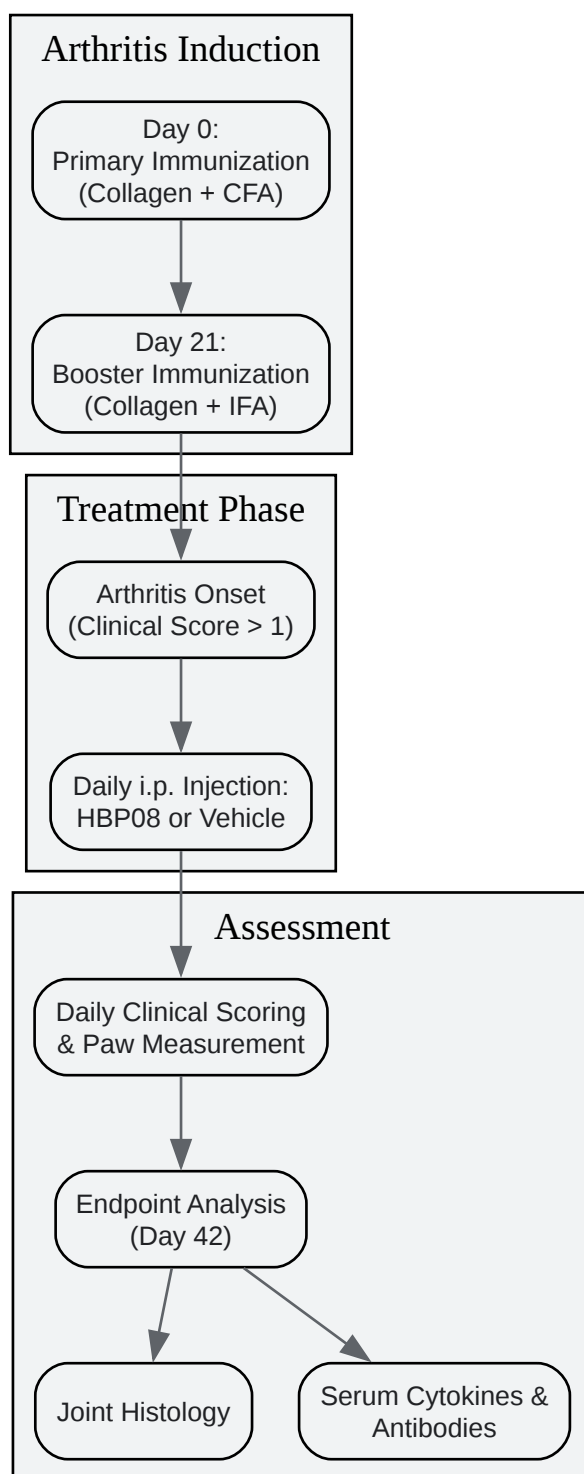 Arthritis Induction
Day 0:
Primary Immunization
(Collagen + CFA)
Day 21:
Booster Immunization
(Collagen + IFA)
Treatment Phase
Arthritis Onset
(Clinical Score > 1)
Daily i.p. Injection:
HBP08 or Vehicle
Assessment
Daily Clinical Scoring
& Paw Measurement
Endpoint Analysis
(Day 42)
Joint Histology
Serum Cytokines &
Antibodies